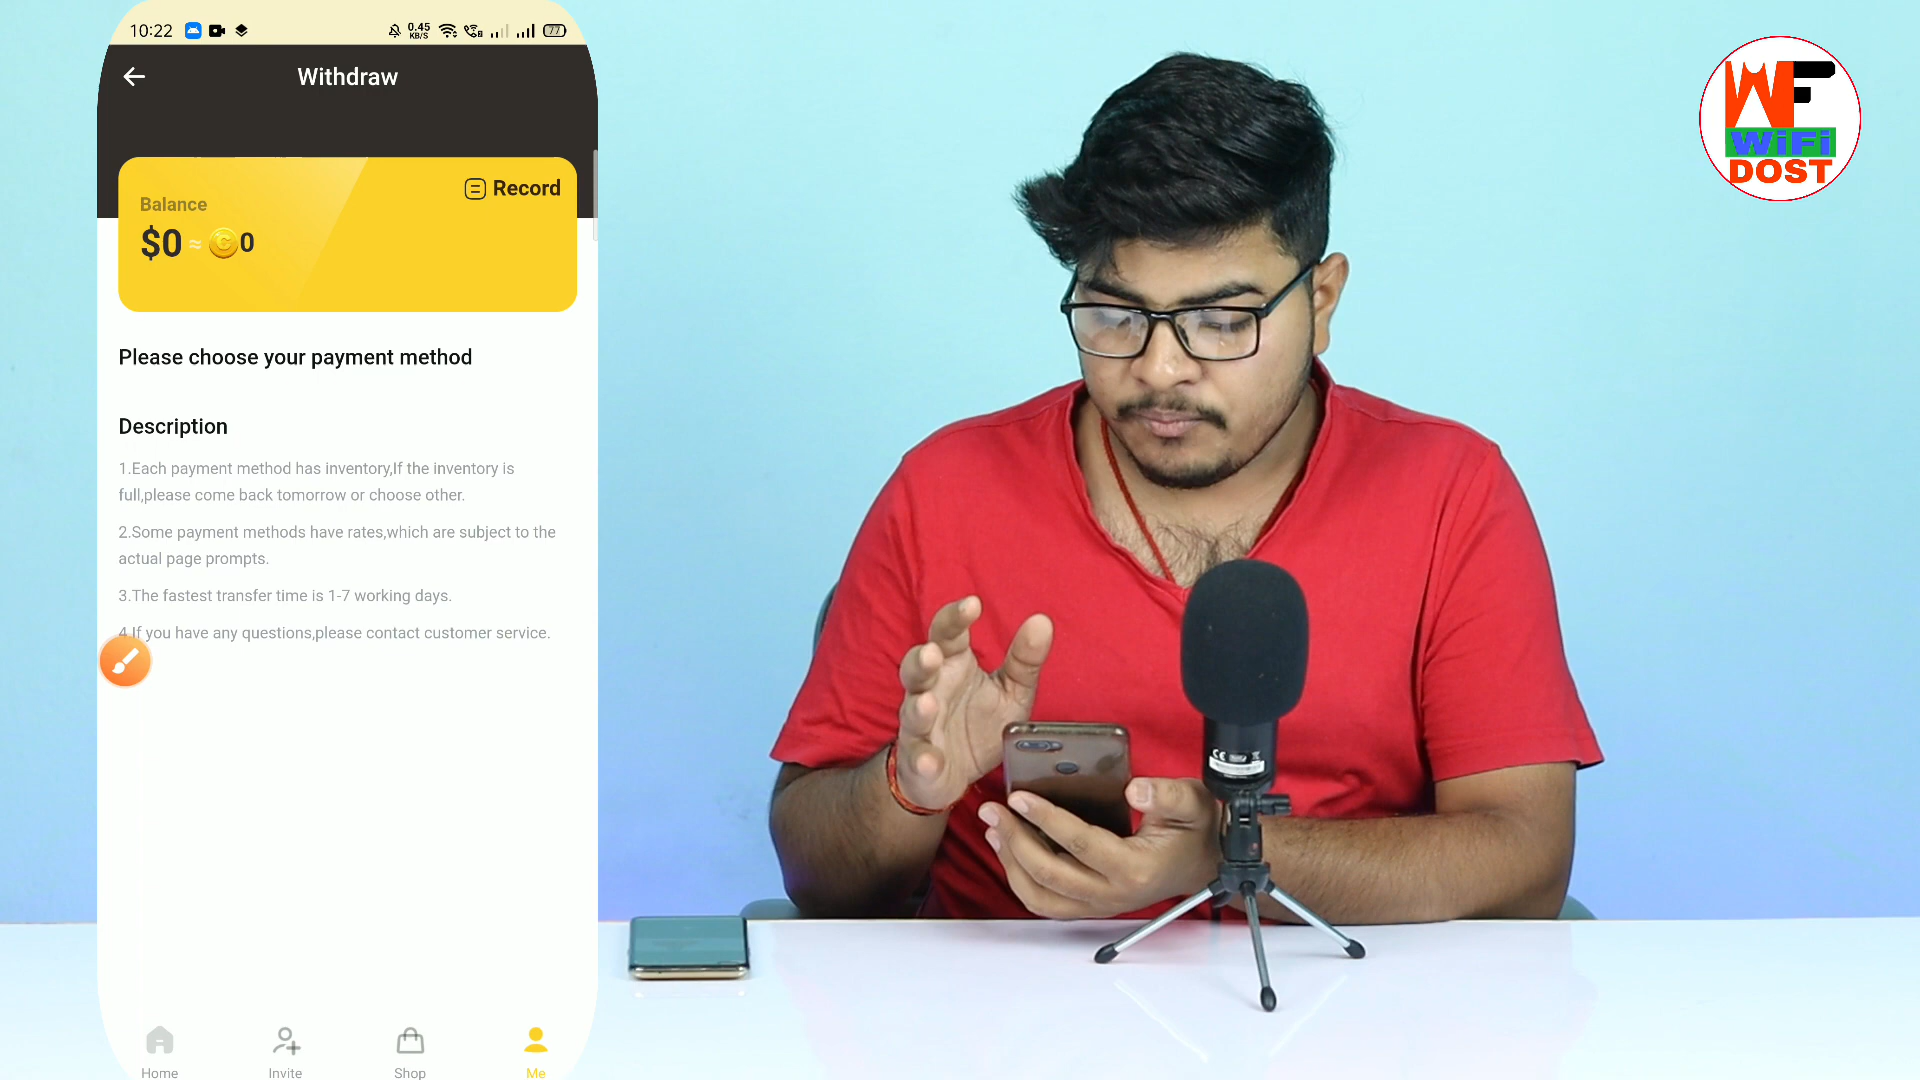 10:22
0.45
KB/S
77
Withdraw
Record
Balance
$0 ≈ C 0
Please choose your payment method
Description
1.Each payment method has inventory,If the inventory is
full,please come back tomorrow or choose other.
2.Some payment methods have rates,which are subject to the
actual page prompts.
3.The fastest transfer time is 1-7 working days.
4.If you have any questions,please contact customer service.
Home
Invite
Shop
Me
WF
WiFi
DOST
CE